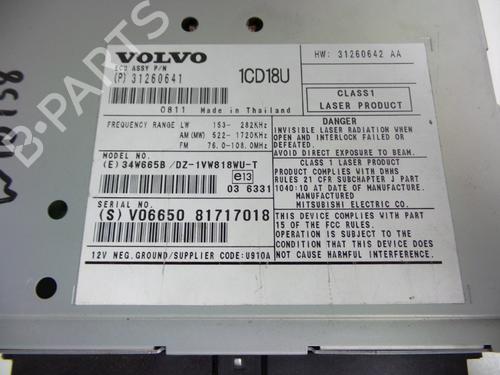 VOLVO
ECU ASSY P/N
(P) 31260641
1CD18U
HW: 31260642 AA
0811 Made in Thailand
CLASS1
LASER PRODUCT
FREQUENCY RANGE LW 153- 282KHz
AM (MW) 522- 1720KHz
FM 76.0-108.0MHz
MODEL NO.
(E) 34W665B /DZ-1VW818WU-T
e13
03 6331
SERIAL NO.
(S) V06650 81717018
12V NEG.GROUND/SUPPLIER CODE:U910A
DANGER
INVISIBLE LASER RADIATION WHEN
OPEN AND INTERLOCK FAILED OR
DEFEATED.
AVOID DIRECT EXPOSURE TO BEAM.
CLASS 1 LASER PRODUCT
PRODUCT COMPLIES WITH DHHS
RULES 21 CFR SUBCHAPTER J PART
1040:10 AT DATE OF MANUFACTURE.
MANUFACTURED
MITSUBISHI ELECTRIC CO.
THIS DEVICE COMPLIES WITH PART
15 OF THE FCC RULES.
OPERATION IS SUBJECT TO THE
CONDITION THAT THIS DEVICE DOES
NOT CAUSE HARMFUL INTERFERENCE.